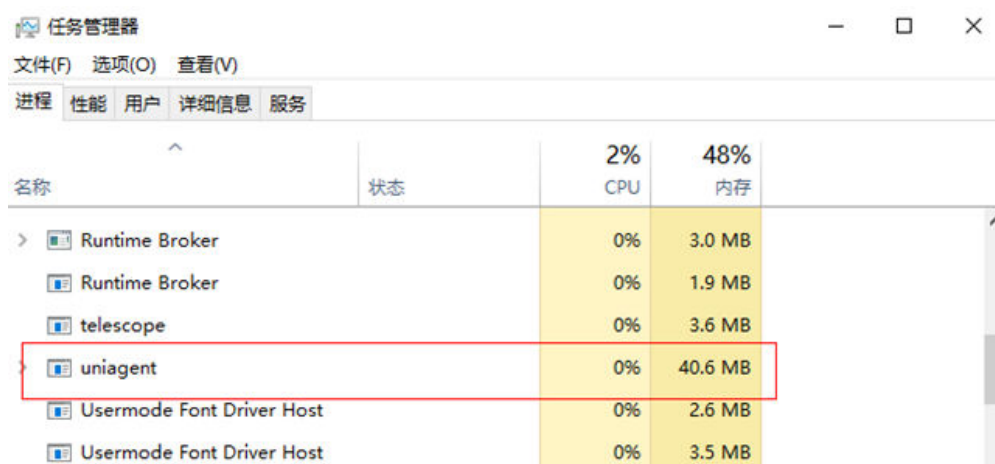 任务管理器
文件(F) 选项(O) 查看(V)
进程 性能 用户 详细信息 服务
2% 48%
名称 状态 CPU 内存
Runtime Broker 0% 3.0 MB
Runtime Broker 0% 1.9 MB
telescope 0% 3.6 MB
uniagent 0% 40.6 MB
Usermode Font Driver Host 0% 2.6 MB
Usermode Font Driver Host 0% 3.5 MB